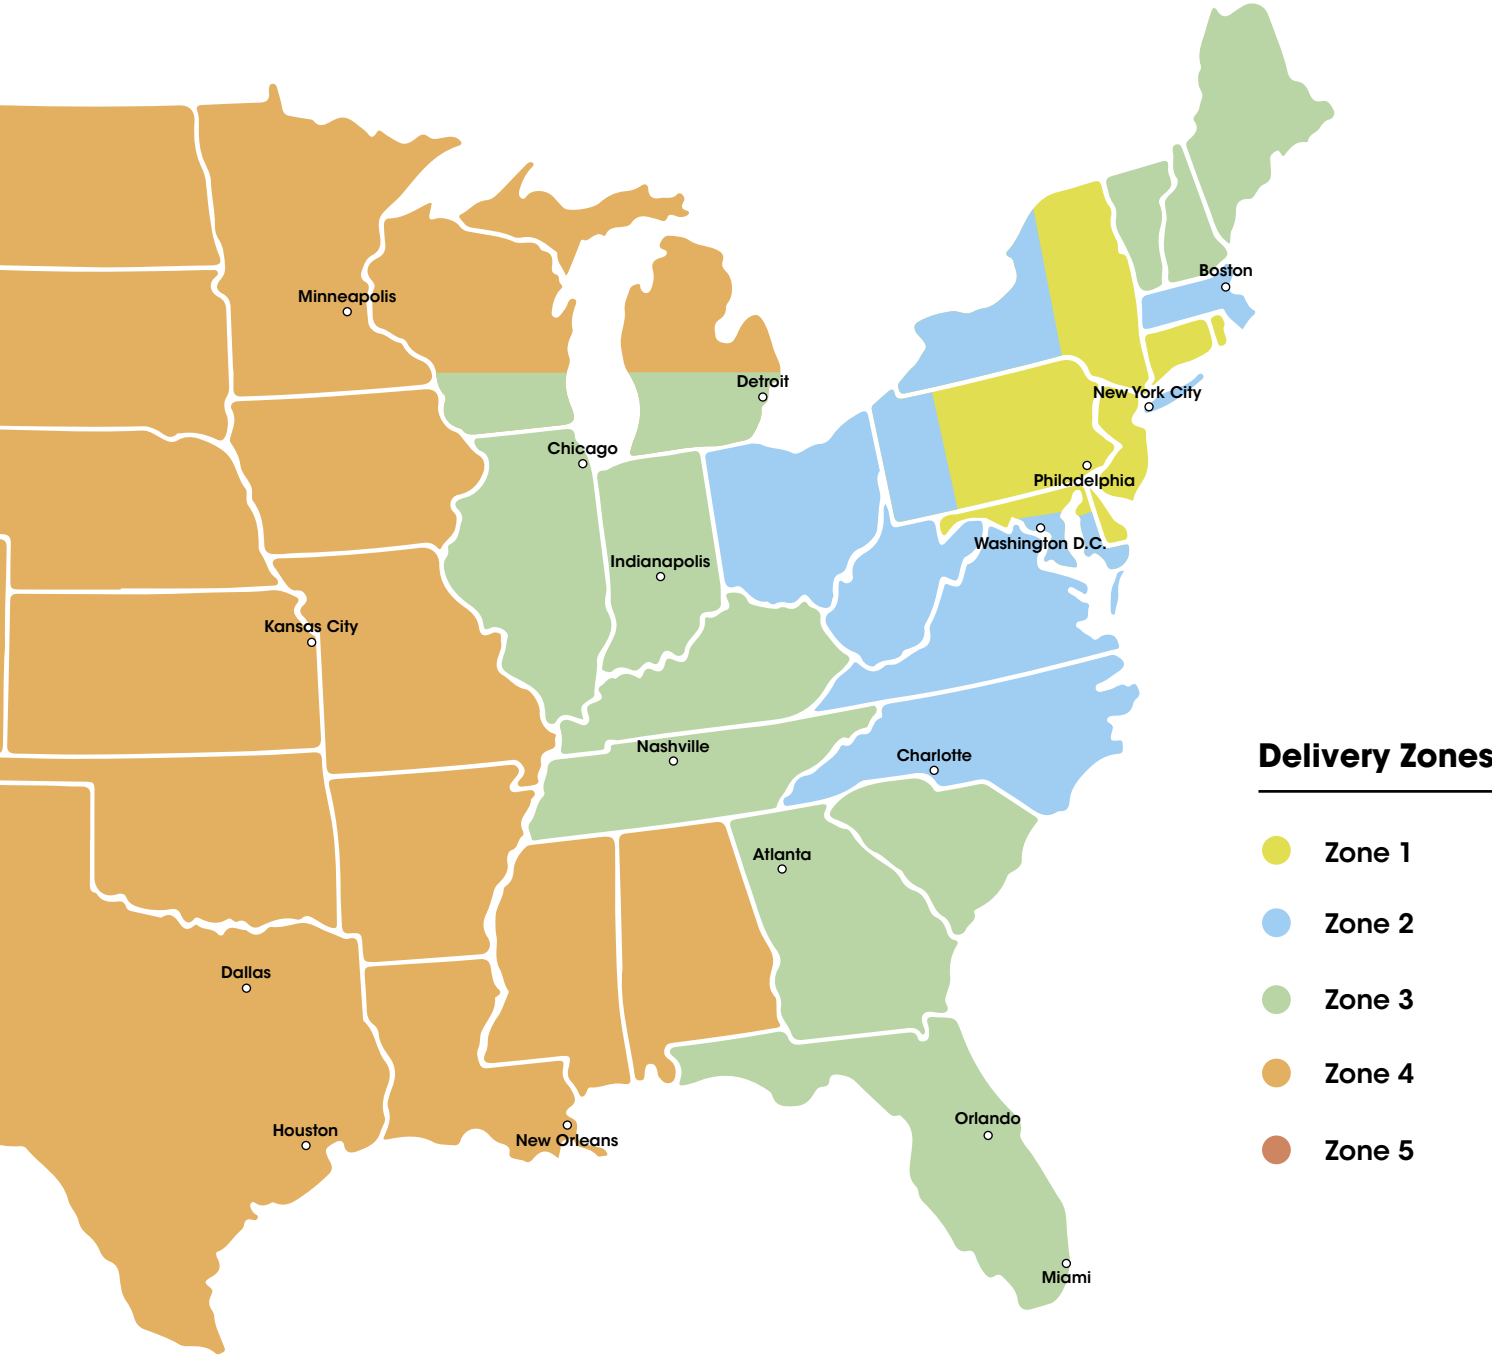 Boston
Minneapolis
Detroit
New York City
Chicago
Philadelphia
Washington D.C.
Indianapolis
Kansas City
Nashville
Charlotte
Atlanta
Dallas
Houston
New Orleans
Orlando
Miami
Delivery Zones
Zone 1
Zone 2
Zone 3
Zone 4
Zone 5